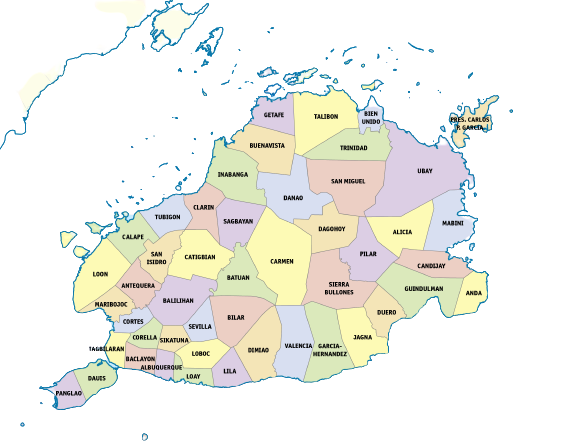 GETAFE
TALIBON
BIEN
UNIDO
PRES. CARLOS
P. GARCIA
BUENAVISTA
TRINIDAD
INABANGA
SAN MIGUEL
UBAY
DANAO
CLARIN
TUBIGON
SAGBAYAN
DAGOHOY
ALICIA
MABINI
CALAPE
SAN
ISIDRO
CATIGBIAN
CARMEN
PILAR
CANDIJAY
LOON
BATUAN
ANTEQUERA
SIERRA
BULLONES
GUINDULMAN
ANDA
MARIBOJOC
BALILIHAN
DUERO
CORTES
SEVILLA
BILAR
CORELLA
SIKATUNA
JAGNA
TAGBILARAN
BACLAYON
LOBOC
DIMIAO
VALENCIA
GARCIA-
HERNANDEZ
ALBUQUERQUE
LOAY
LILA
DAUIS
PANGLAO